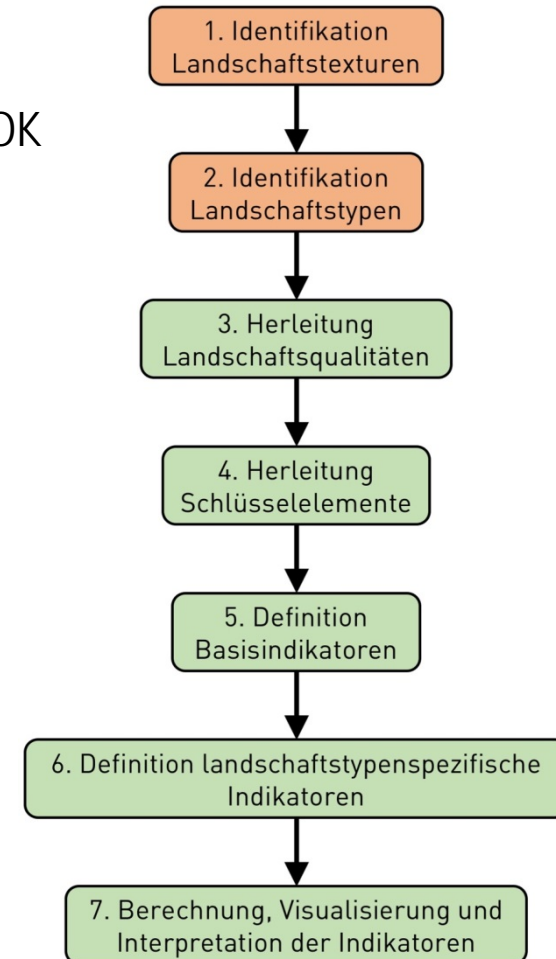 1. Identifikation
Landschaftstexturen
OK
2. Identifikation
Landschaftstypen
3. Herleitung
Landschaftsqualitäten
4. Herleitung
Schlüsselelemente
5. Definition
Basisindikatoren
6. Definition landschaftstypenspezifische
Indikatoren
7. Berechnung, Visualisierung und
Interpretation der Indikatoren